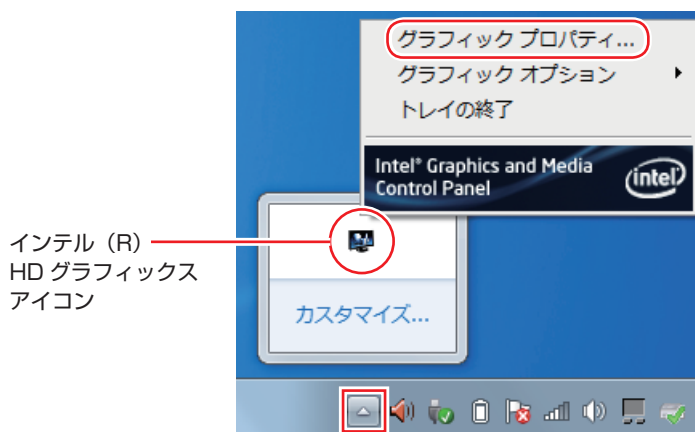 グラフィック プロパティ...
グラフィック オプション
トレイの終了
Intel® Graphics and Media
Control Panel
intel
インテル（R）
HD グラフィックス
アイコン
カスタマイズ...